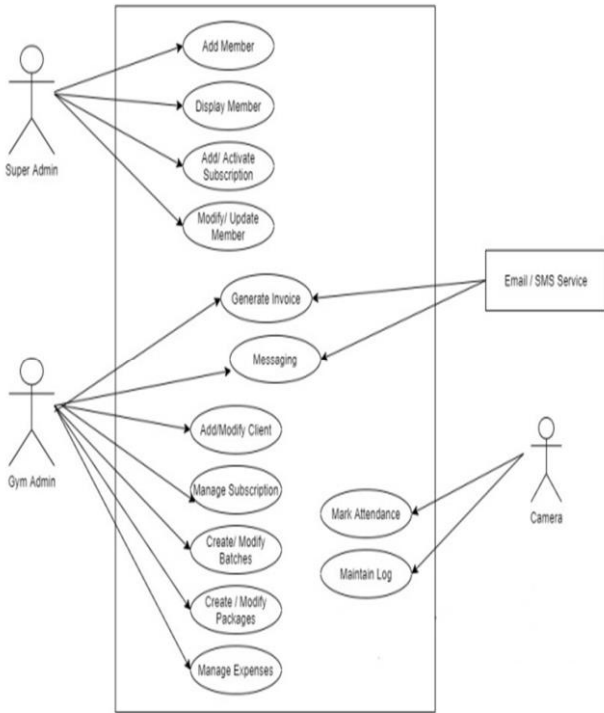 Add Member
Super Admin
Display Member
Add/ Activate
Subscription
Modify/ Update
Member
Generate Invoice
Email / SMS Service
Messaging
Gym Admin
Add/Modify Client
Manage Subscription
Create/ Modify
Batches
Create / Modify
Packages
Manage Expenses
Mark Attendance
Maintain Log
Camera